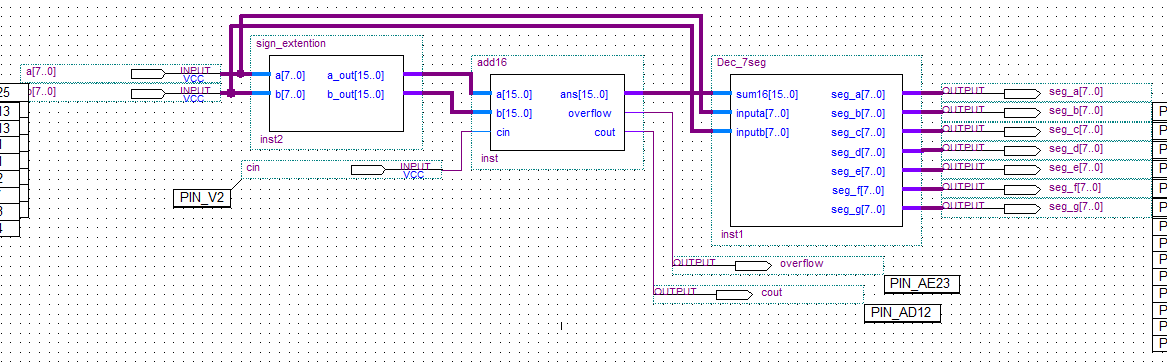 sign_extention
a[7..0]
INPUT
VCC
b[7..0]
INPUT
VCC
a[7..0] a_out[15..0]
b[7..0] b_out[15..0]
inst2
add16
a[15..0] ans[15..0]
b[15..0] overflow
cin cout
inst
cin
INPUT
VCC
PIN_V2
Dec_7seg
sum16[15..0] seg_a[7..0]
inputa[7..0] seg_b[7..0]
inputb[7..0] seg_c[7..0]
seg_d[7..0]
seg_e[7..0]
seg_f[7..0]
seg_g[7..0]
inst1
OUTPUT seg_a[7..0]
OUTPUT seg_b[7..0]
OUTPUT seg_c[7..0]
OUTPUT seg_d[7..0]
OUTPUT seg_e[7..0]
OUTPUT seg_f[7..0]
OUTPUT seg_g[7..0]
OUTPUT overflow
PIN_AE23
OUTPUT cout
PIN_AD12
25
13
13
1
1
2
7
3
4
P
P
P
P
P
P
P
P
P
P
P
P
P